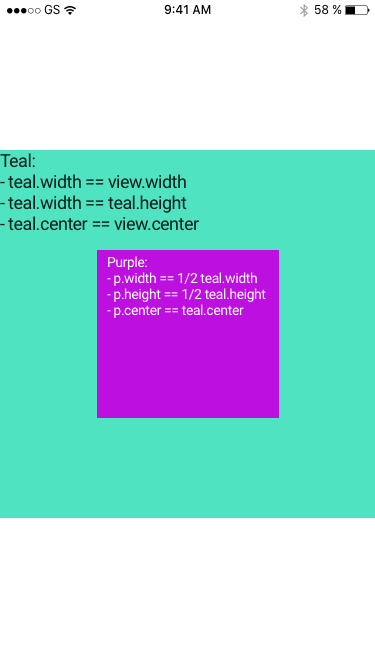 GS 9:41 AM 58 %
Teal:
- teal.width == view.width
- teal.width == teal.height
- teal.center == view.center
Purple:
- p.width == 1/2 teal.width
- p.height == 1/2 teal.height
- p.center == teal.center